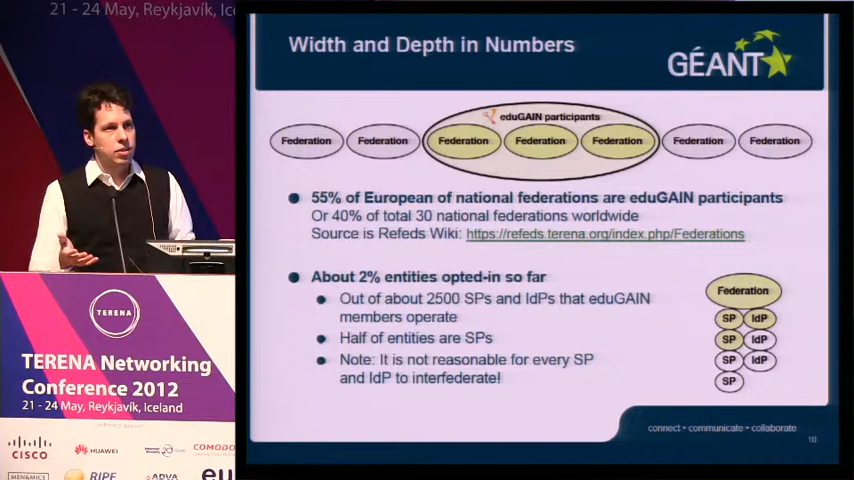 21 - 24 May, Reykjavík, Ic
Width and Depth in Numbers
GÉANT
eduGAIN participants
Federation
Federation
Federation
Federation
Federation
Federation
Federation
55% of European of national federations are eduGAIN participants
Or 40% of total 30 national federations worldwide
Source is Refeds Wiki: https://refeds.terena.org/index.php/Federations
About 2% entities opted-in so far
Out of about 2500 SPs and IdPs that eduGAIN
members operate
Half of entities are SPs
Note: It is not reasonable for every SP
and IdP to interfederate!
Federation
SP IdP
SP IdP
SP IdP
SP
connect • communicate • collaborate
10
TERENA
TERENA Networking
Conference 2012
21 - 24 May, Reykjavík, Iceland
CISCO
HUAWEI
COMODO
MEN&MICE
RIPE
ADVA
eu